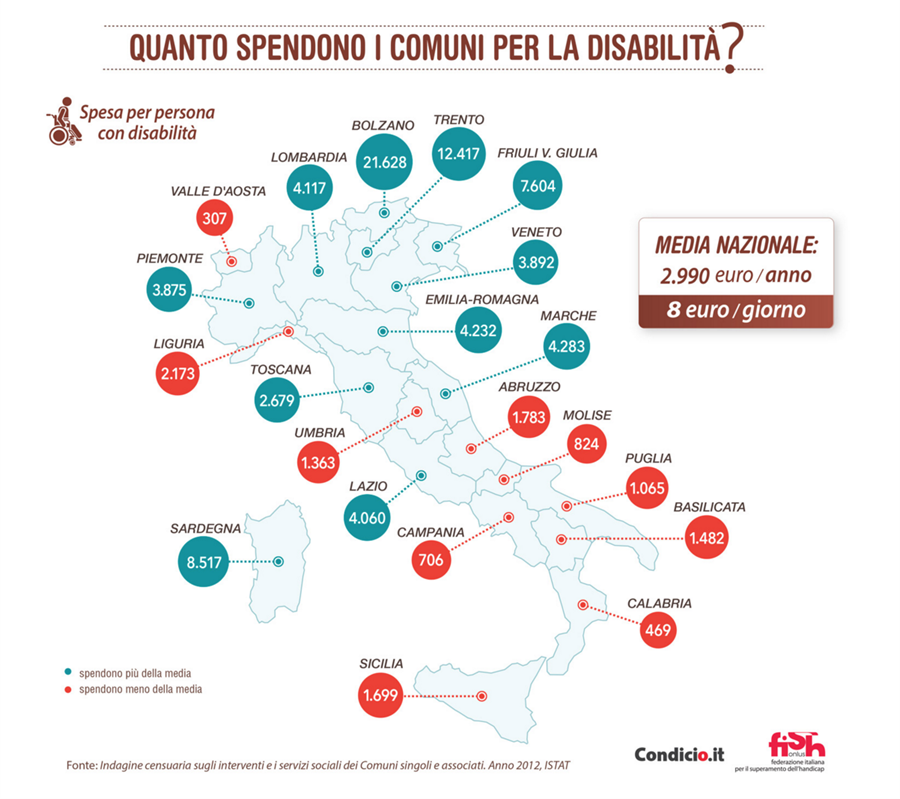 QUANTO SPENDONO I COMUNI PER LA DISABILITÀ?
Spesa per persona
con disabilità
BOLZANO
21.628
TRENTO
12.417
LOMBARDIA
4.117
FRIULI V. GIULIA
7.604
VALLE D'AOSTA
307
VENETO
3.892
PIEMONTE
3.875
MEDIA NAZIONALE:
2.990 euro / anno
8 euro / giorno
EMILIA-ROMAGNA
4.232
MARCHE
4.283
LIGURIA
2.173
TOSCANA
2.679
ABRUZZO
1.783
MOLISE
824
UMBRIA
1.363
PUGLIA
1.065
LAZIO
4.060
BASILICATA
1.482
SARDEGNA
8.517
CAMPANIA
706
CALABRIA
469
SICILIA
1.699
spendono più della media
spendono meno della media
Fonte: Indagine censuaria sugli interventi e i servizi sociali dei Comuni singoli e associati. Anno 2012, ISTAT
Condicio.it
fish
onlus
federazione italiana
per il superamento dell'handicap